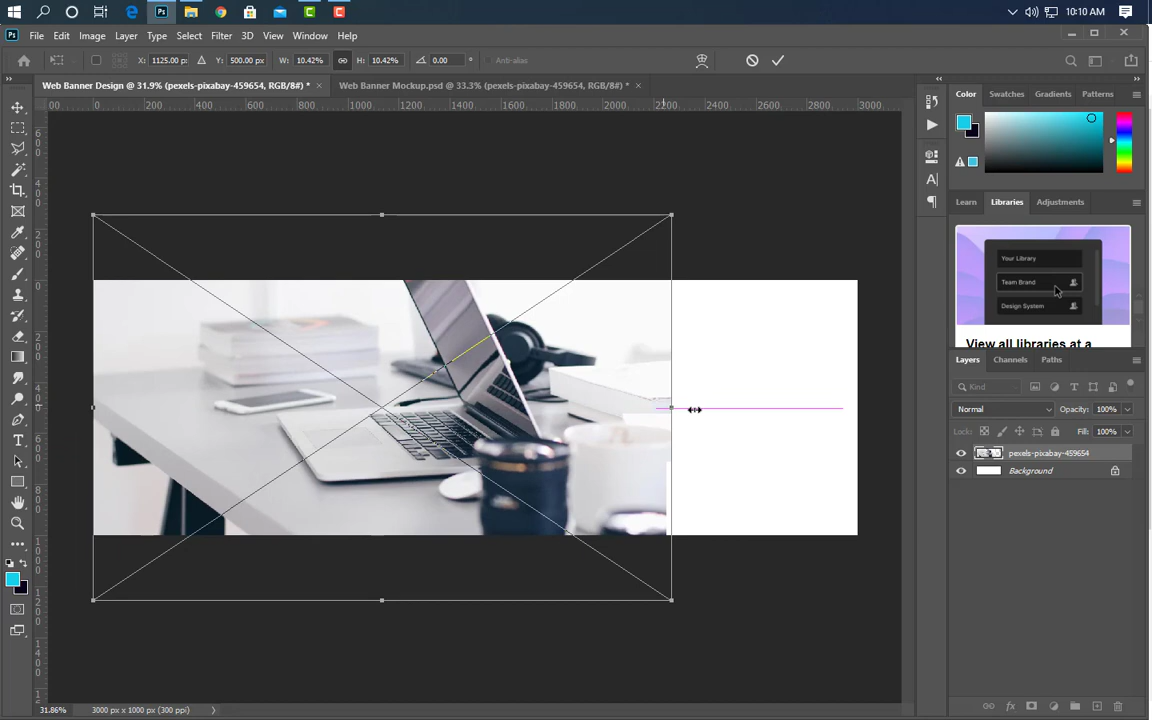 10:10 AM
File Edit Image Layer Type Select Filter 3D View Window Help
X: 1125.00 px Y: 500.00 px W: 10.42% H: 10.42% 0.00 ° Anti-alias
Web Banner Design @ 31.9% (pexels-pixabay-459654, RGB/8#) * × Web Banner Mockup.psd @ 33.3% (pexels-pixabay-459654, RGB/8#) * ×
00 0 200 400 600 800 1000 1200 1400 1600 1800 2000 2200 2400 2600 2800 3000
Color Swatches Gradients Patterns
Learn Libraries Adjustments
Your Library
Team Brand
Design System
View all libraries at a
Layers Channels Paths
Kind
Normal Opacity: 100%
Lock: Fill: 100%
pexels-pixabay-459654
Background
31.86% 3000 px x 1000 px (300 ppi)